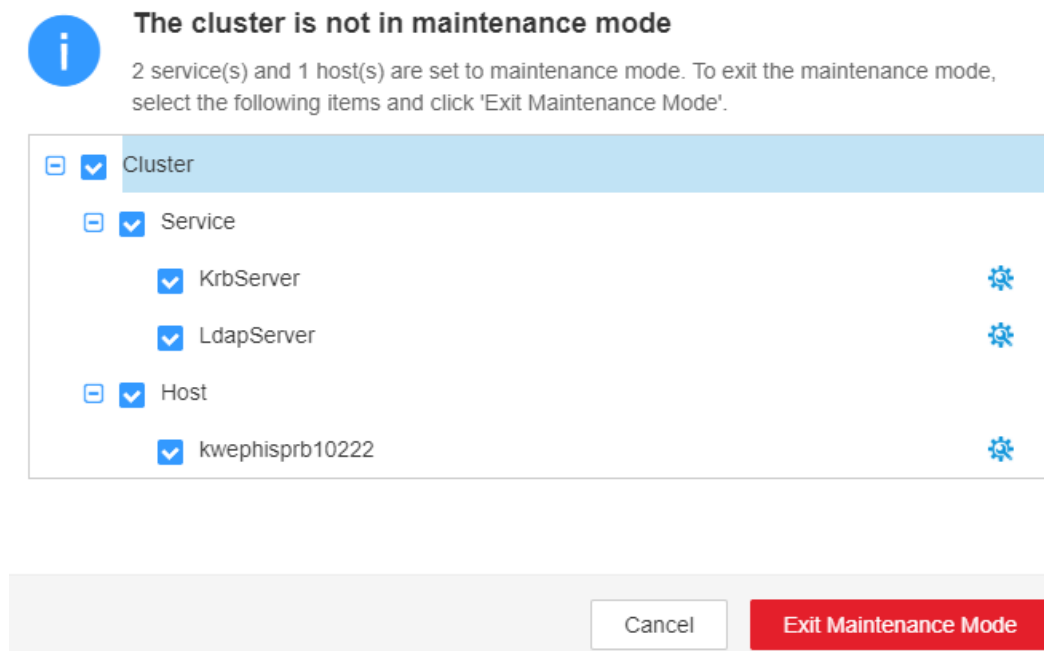 The cluster is not in maintenance mode
2 service(s) and 1 host(s) are set to maintenance mode. To exit the maintenance mode,
select the following items and click 'Exit Maintenance Mode'.
Cluster
Service
KrbServer
LdapServer
Host
kwephisprb10222
Cancel
Exit Maintenance Mode